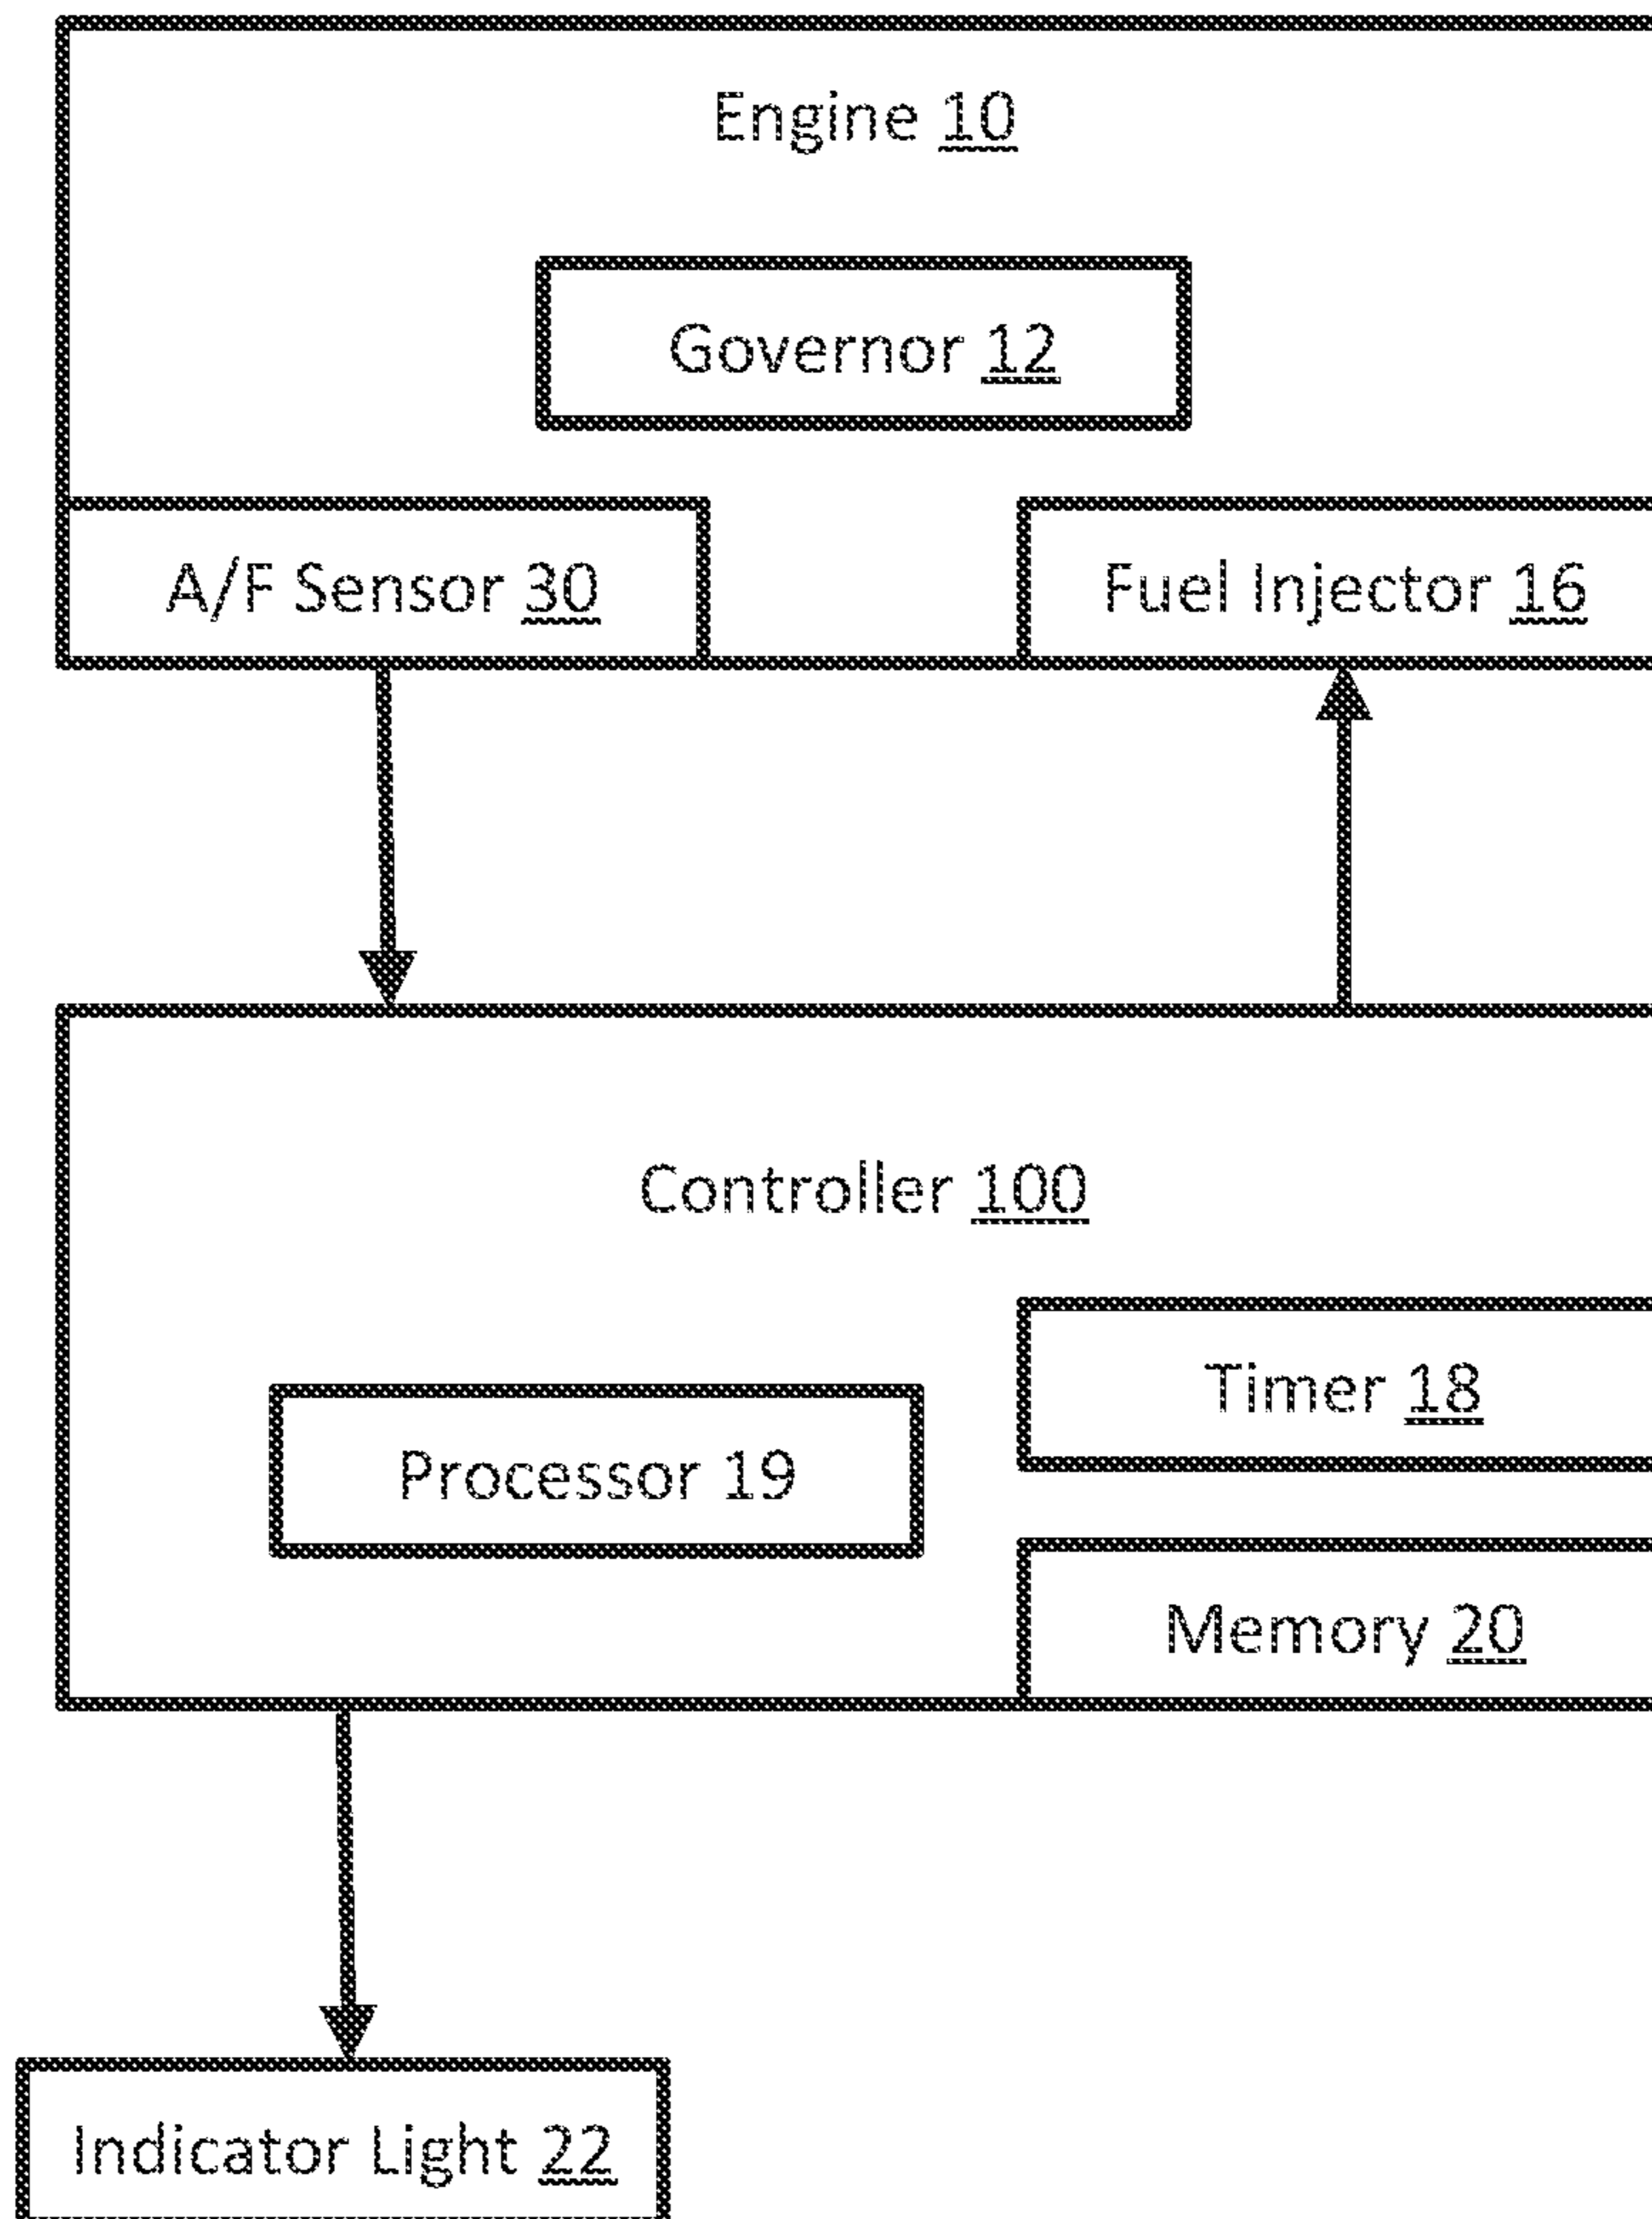 Engine 10
Governor 12
A/F Sensor 30
Fuel Injector 16
Controller 100
Timer 18
Processor 19
Memory 20
Indicator Light 22